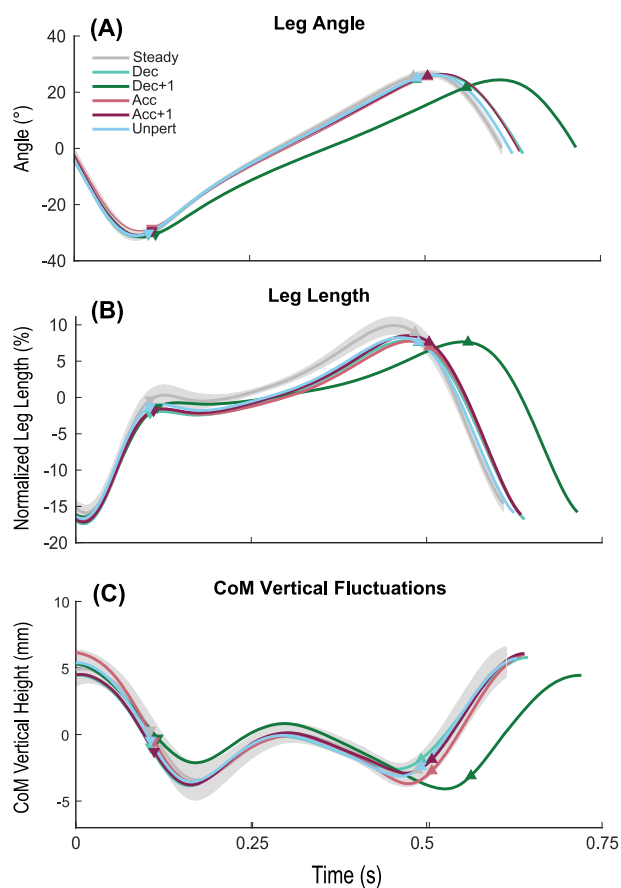 (A)
Leg Angle
Steady
Dec
Dec+1
Acc
Acc+1
Unpert
Angle (°)
40
20
0
-20
-40
(B)
Leg Length
Normalized Leg Length (%)
10
5
0
-5
-10
-15
-20
(C)
CoM Vertical Fluctuations
CoM Vertical Height (mm)
10
5
0
-5
0
0.25
0.5
0.75
Time (s)